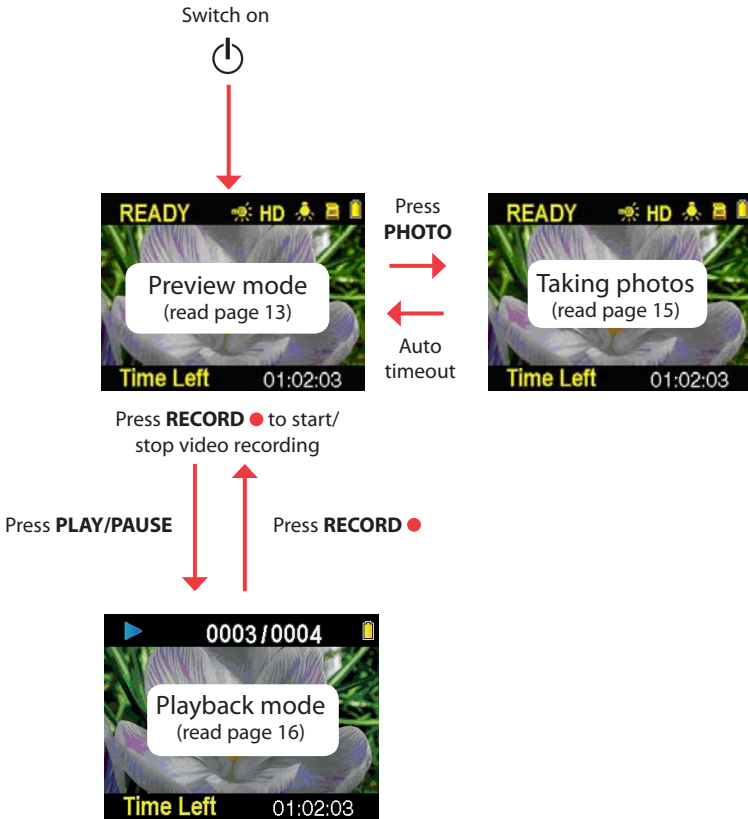 Switch on
READY HD
Preview mode
(read page 13)
Time Left 01:02:03
Press
PHOTO
Auto
timeout
READY HD
Taking photos
(read page 15)
Time Left 01:02:03
Press RECORD ● to start/
stop video recording
Press PLAY/PAUSE
Press RECORD ●
0003/0004
Playback mode
(read page 16)
Time Left 01:02:03